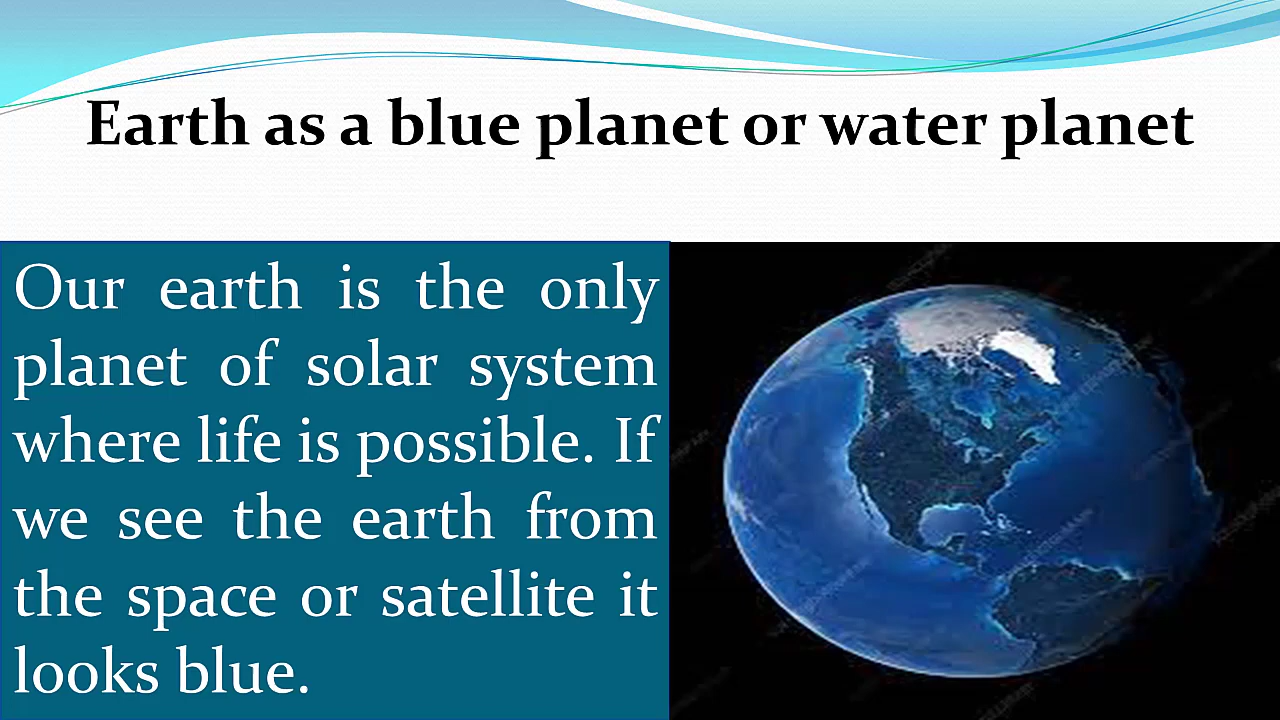 Earth as a blue planet or water planet
Our earth is the only
planet of solar system
where life is possible. If
we see the earth from
the space or satellite it
looks blue.